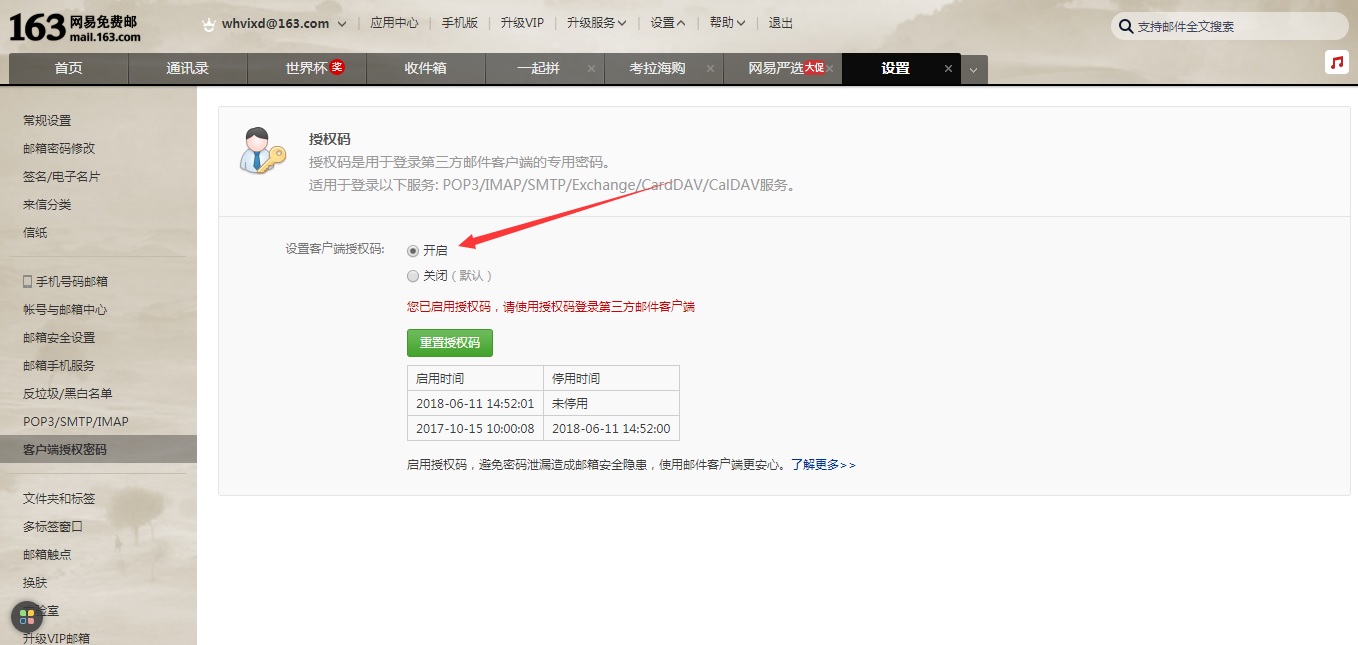 163 网易免费邮
mail.163.com
whvixd@163.com
应用中心
手机版
升级VIP
升级服务
设置
帮助
退出
支持邮件全文搜索
首页
通讯录
世界杯 奖
收件箱
一起拼
考拉海购
网易严选 大促
设置
常规设置
邮箱密码修改
签名/电子名片
来信分类
信纸
手机号码邮箱
帐号与邮箱中心
邮箱安全设置
邮箱手机服务
反垃圾/黑白名单
POP3/SMTP/IMAP
客户端授权密码
文件夹和标签
多标签窗口
邮箱触点
换肤
验室
升级VIP邮箱
授权码
授权码是用于登录第三方邮件客户端的专用密码。
适用于登录以下服务: POP3/IMAP/SMTP/Exchange/CardDAV/CalDAV服务。
设置客户端授权码:
开启
关闭（默认）
您已启用授权码，请使用授权码登录第三方邮件客户端
重置授权码
启用时间 停用时间
2018-06-11 14:52:01 未停用
2017-10-15 10:00:08 2018-06-11 14:52:00
启用授权码，避免密码泄漏造成邮箱安全隐患，使用邮件客户端更安心。了解更多>>